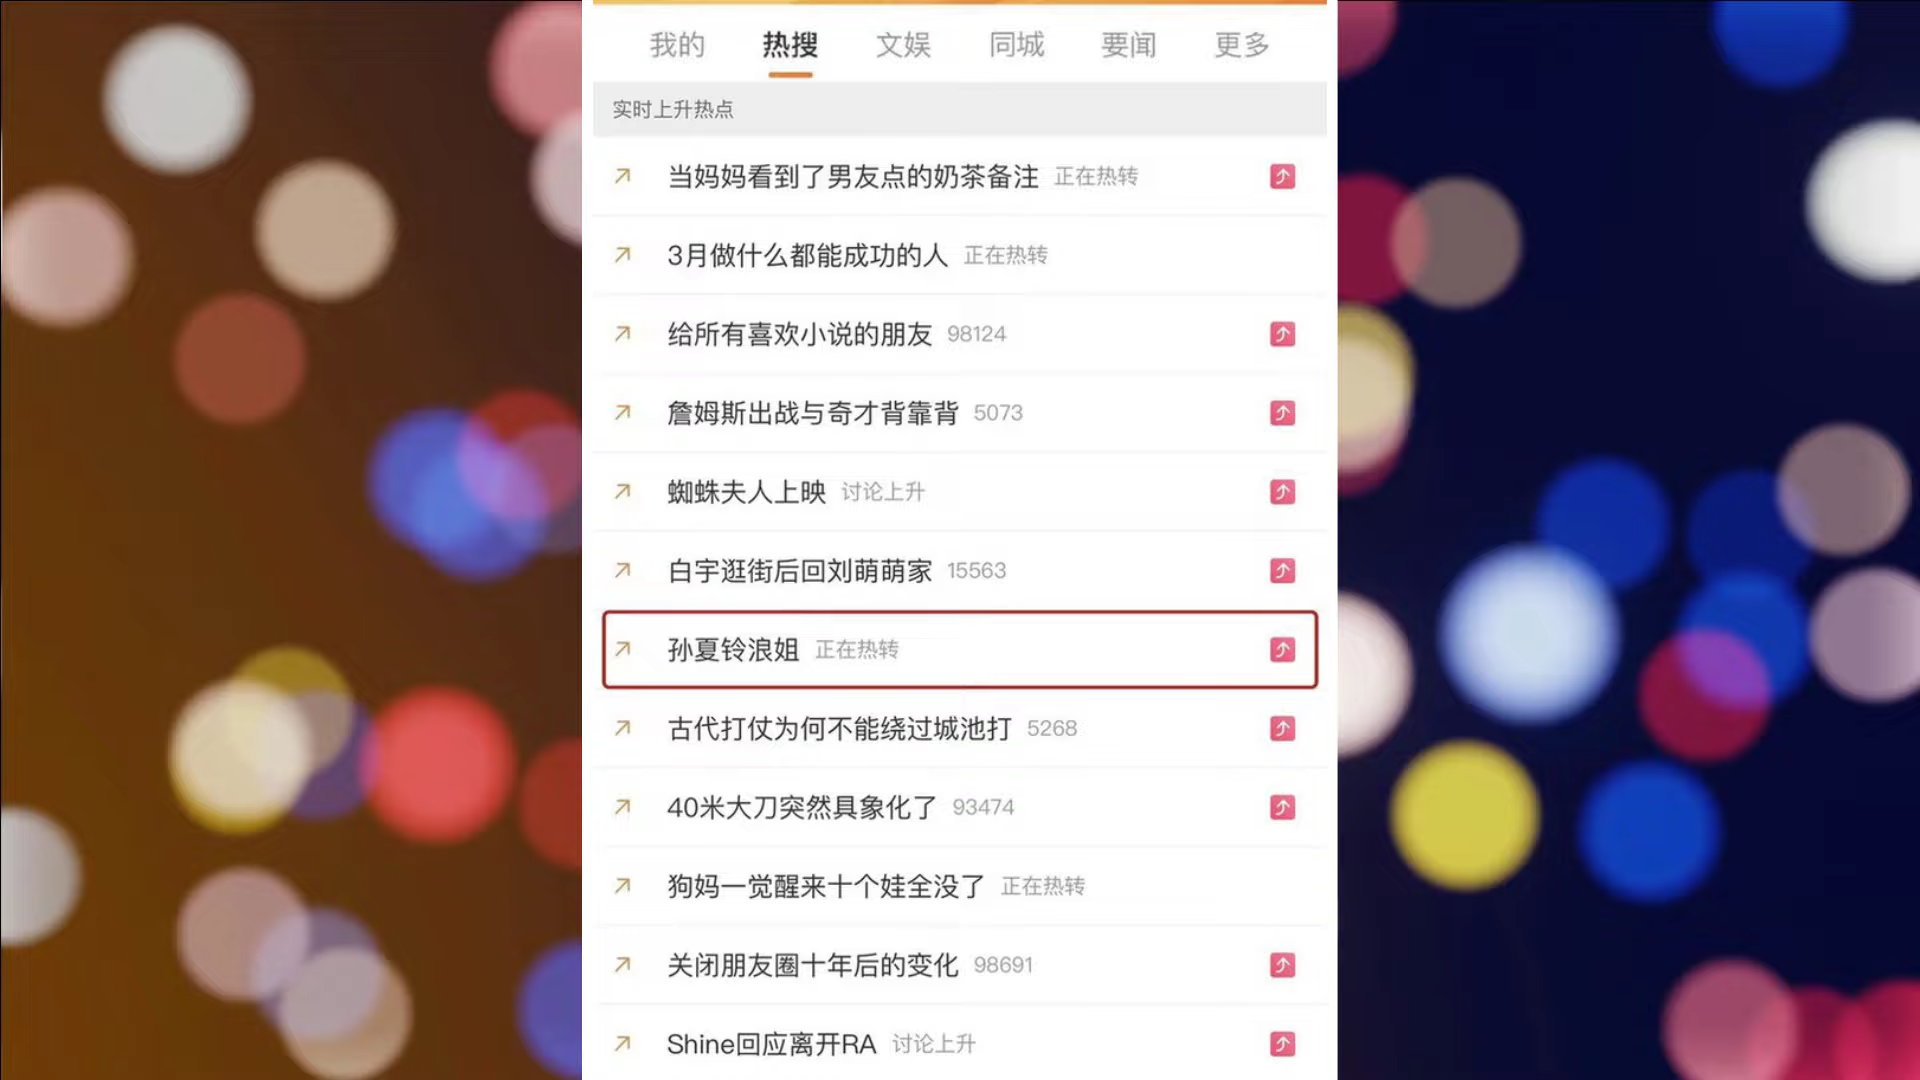 我的 热搜 文娱 同城 要闻 更多
实时上升热点
当妈妈看到了男友点的奶茶备注 正在热转
3月做什么都能成功的人 正在热转
给所有喜欢小说的朋友 98124
詹姆斯出战与奇才背靠背 5073
蜘蛛夫人上映 讨论上升
白宇逛街后回刘萌萌家 15563
孙夏铃浪姐 正在热转
古代打仗为何不能绕过城池打 5268
40米大刀突然具象化了 93474
狗妈一觉醒来十个娃全没了 正在热转
关闭朋友圈十年后的变化 98691
Shine回应离开RA 讨论上升